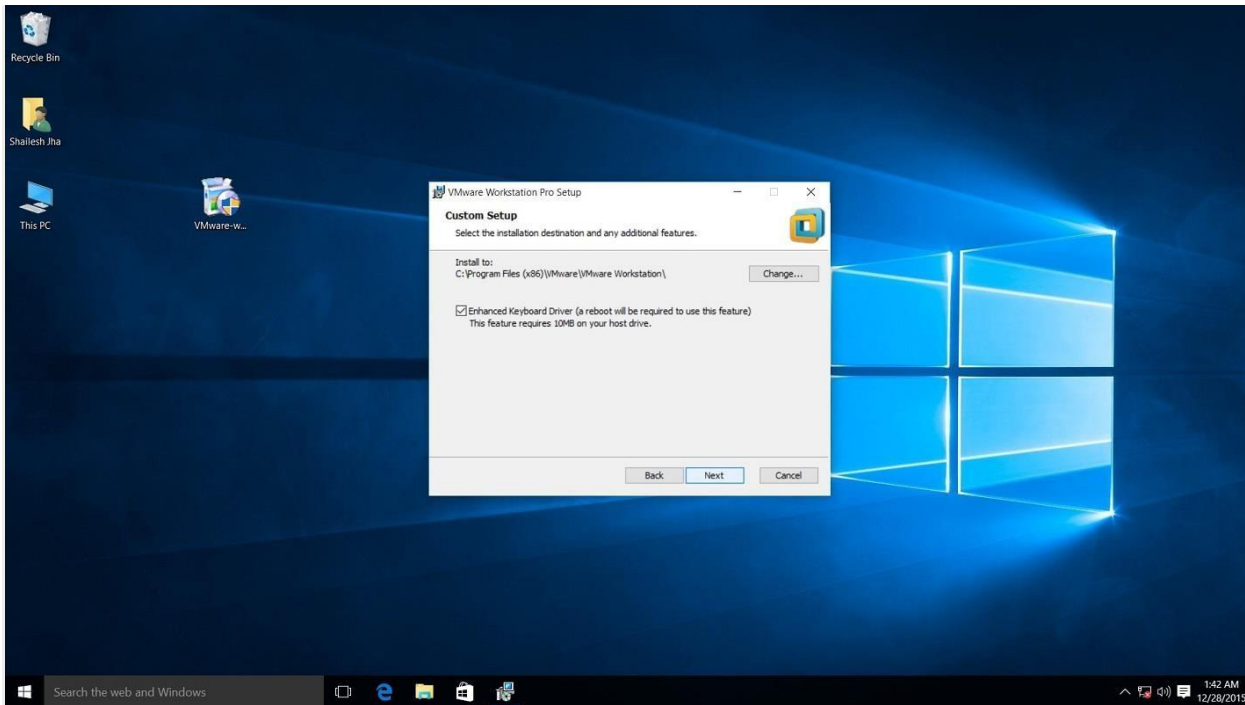 Recycle Bin
Shailesh Jha
This PC
VMware-w...
VMware Workstation Pro Setup
Custom Setup
Select the installation destination and any additional features.
Install to:
C:\Program Files (x86)\VMware\VMware Workstation\
Change...
Enhanced Keyboard Driver (a reboot will be required to use this feature)
This feature requires 10MB on your host drive.
Back
Next
Cancel
Search the web and Windows
1:42 AM
12/28/2015